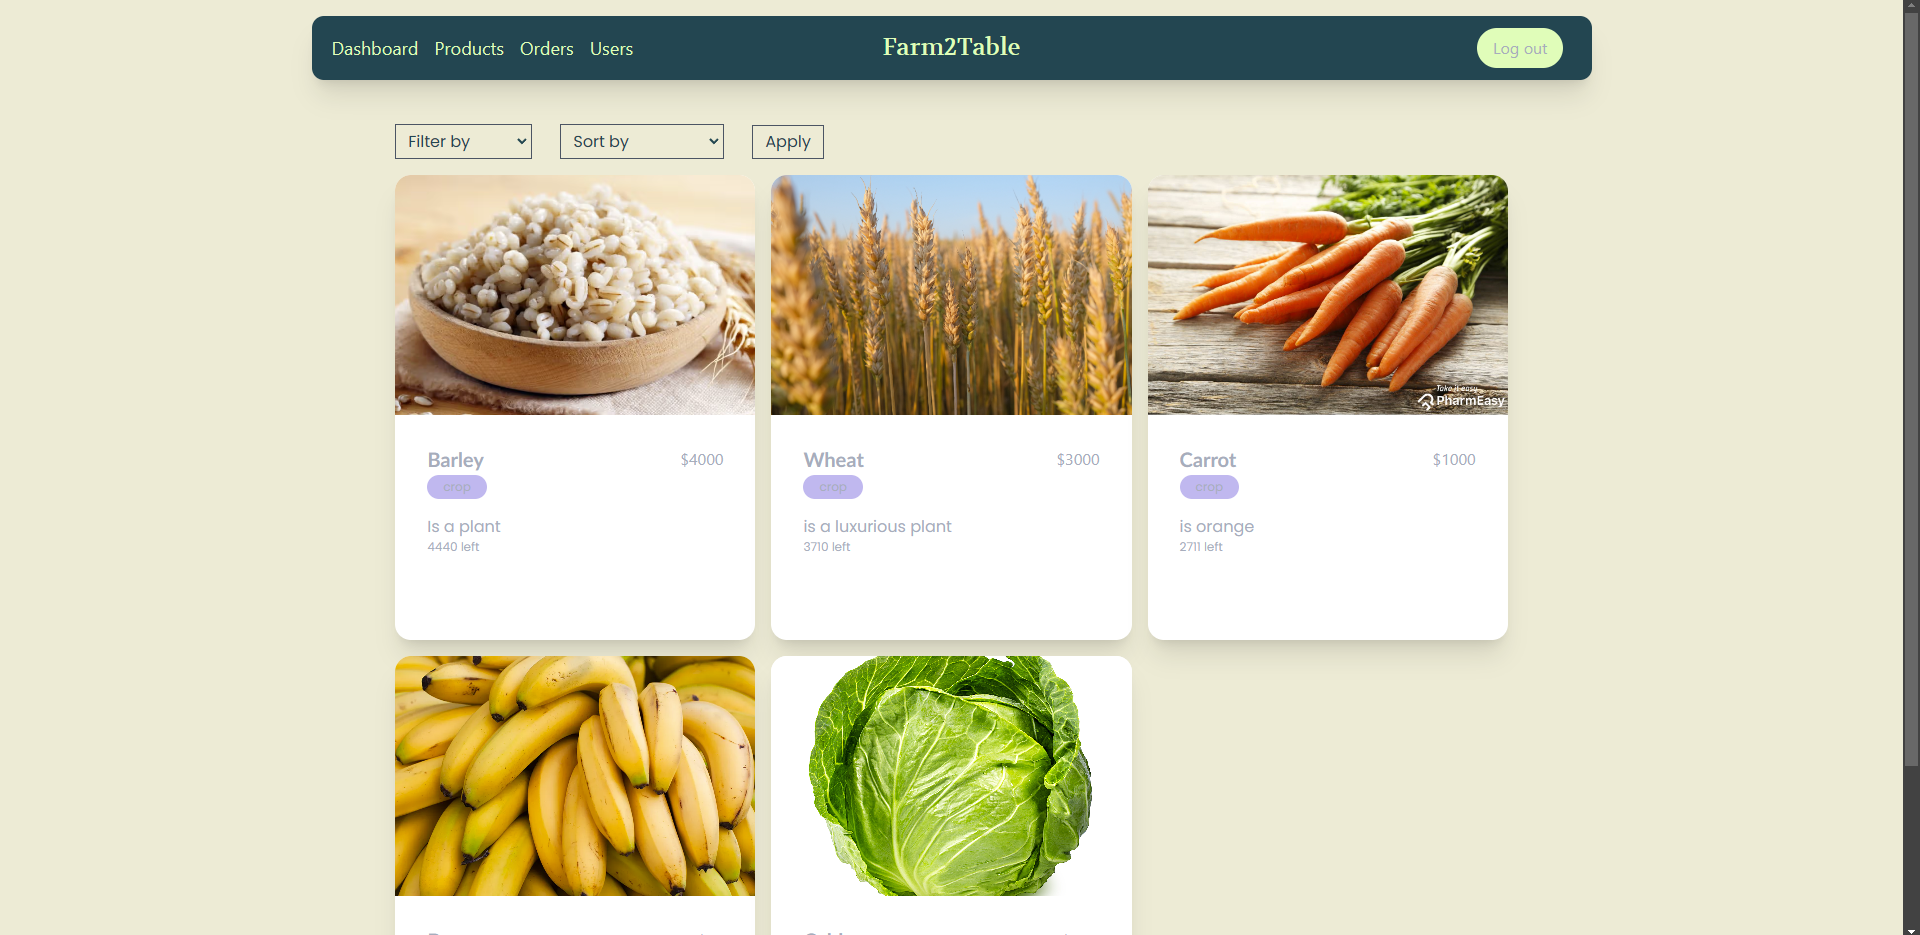 Dashboard Products Orders Users Farm2Table Log out
Filter by Sort by Apply
Take it easy
PharmEasy
Barley $4000 Wheat $3000 Carrot $1000
crop crop crop
Is a plant is a luxurious plant is orange
4440 left 3710 left 2711 left